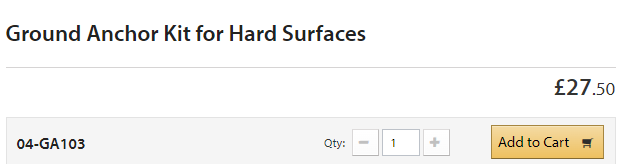 Ground Anchor Kit for Hard Surfaces
£27.50
04-GA103 Qty: − 1 + Add to Cart